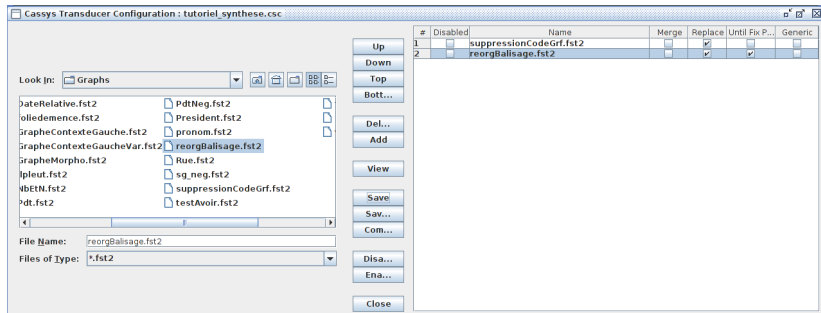 Cassys Transducer Configuration : tutoriel_synthese.csc
Look In: Graphs
DateRelative.fst2 PdtNeg.fst2
foliedemence.fst2 President.fst2
GrapheContexteGauche.fst2 pronom.fst2
GrapheContexteGaucheVar.fst2 reorgBalisage.fst2
GrapheMorpho.fst2 Rue.fst2
Ilpleut.fst2 sg_neg.fst2
NbEtN.fst2 suppressionCodeGrf.fst2
Pdt.fst2 testAvoir.fst2
File Name: reorgBalisage.fst2
Files of Type: *.fst2
Up
Down
Top
Bott...
Del...
Add
View
Save
Sav...
Com...
Disa...
Ena...
Close
# Disabled Name Merge Replace Until Fix P... Generic
1 suppressionCodeGrf.fst2
2 reorgBalisage.fst2